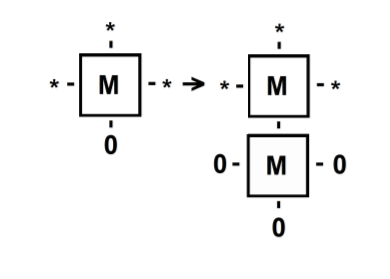 * *
* - M - * → * - M - *
0 0 - M - 0
0